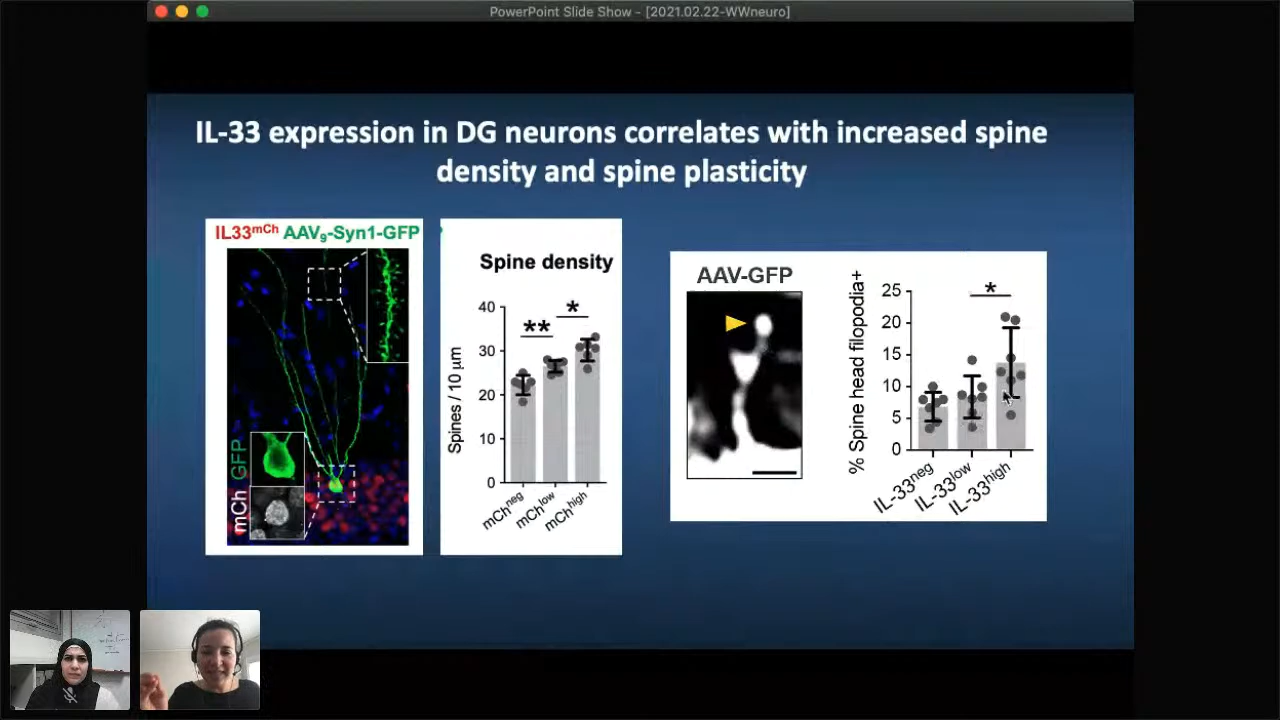 PowerPoint Slide Show - [2021.02.22-WWneuro]
IL-33 expression in DG neurons correlates with increased spine
density and spine plasticity
IL33mCh AAV9-Syn1-GFP
mCh GFP
Spine density
Spines / 10 µm
40
30
20
10
0
** *
mChneg
mChlow
mChhigh
AAV-GFP
% Spine head filopodia+
25
20
15
10
5
0
*
IL-33neg
IL-33low
IL-33high